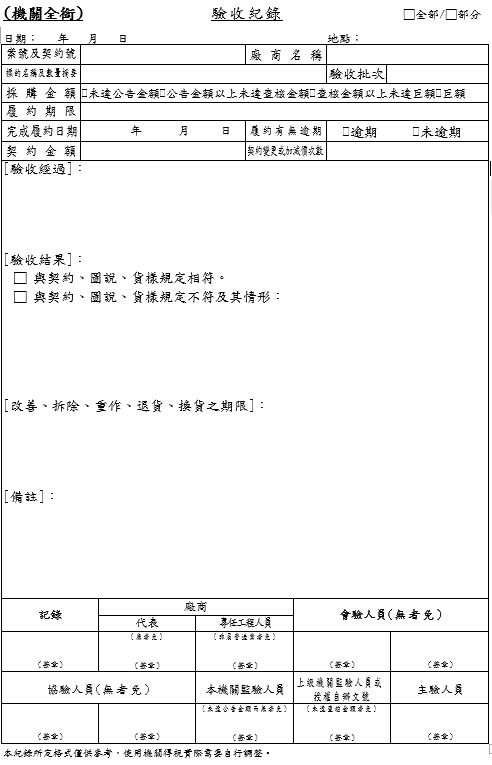 (機關全銜) 驗收紀錄 □全部/□部分
日期： 年 月 日 地點：
案號及契約號 廠商名稱
標的名稱及數量摘要 驗收批次
採購金額 □未達公告金額□公告金額以上未達查核金額□查核金額以上未達巨額□巨額
履約期限
完成履約日期 年 月 日 履約有無逾期 □逾期 □未逾期
契約金額 契約變更或加減價次數
[驗收經過]：
[驗收結果]：
□ 與契約、圖說、貨樣規定相符。
□ 與契約、圖說、貨樣規定不符及其情形：
[改善、拆除、重作、退貨、換貨之期限]：
[備註]：
記錄 廠商 會驗人員(無者免)
代表 專任工程人員
(無者免) (非屬營造業者免)
(簽章) (簽章) (簽章) (簽章) (簽章)
協驗人員(無者免) 本機關監驗人員 上級機關監驗人員或 主驗人
授權自辦文號
(未達公告金額而無者免) (未達查核金額者免)
(簽章) (簽章) (簽章) (簽章) (簽章)
本紀錄所定格式僅供參考，使用機關得視實際需要自行調整。